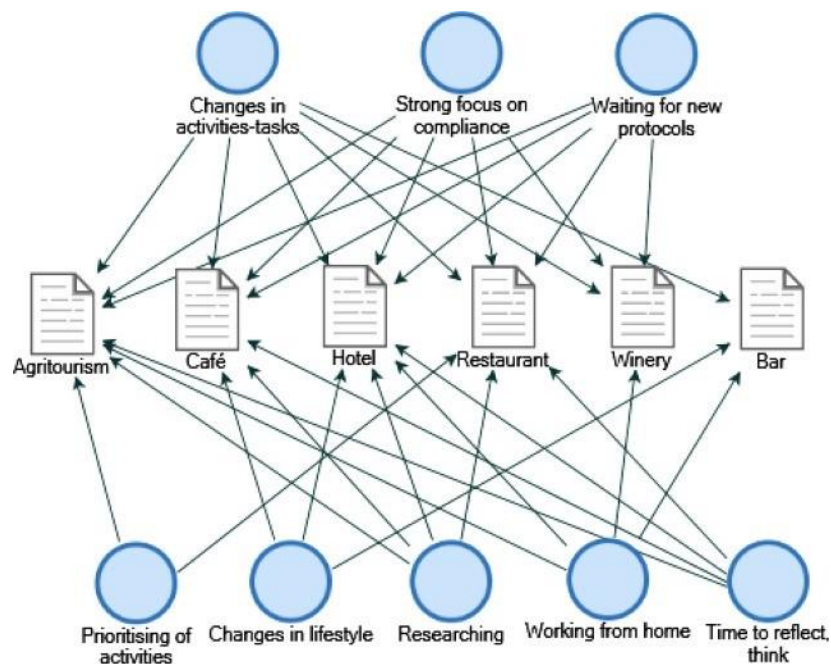 Changes in
activities-tasks
Strong focus on
compliance
Waiting for new
protocols
Agritourism
Café
Hotel
Restaurant
Winery
Bar
Prioritising of
activities
Changes in lifestyle
Researching
Working from home
Time to reflect,
think